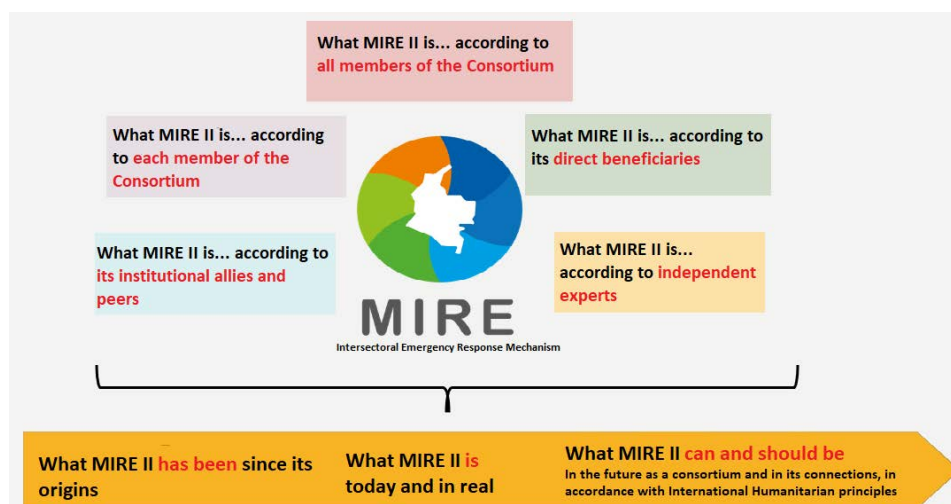 What MIRE II is... according to
all members of the Consortium
What MIRE II is... according
to each member of the
Consortium
What MIRE II is... according to
its direct beneficiaries
What MIRE II is... according to
its institutional allies and
peers
What MIRE II is...
according to independent
experts
MIRE
Intersectoral Emergency Response Mechanism
What MIRE II has been since its
origins
What MIRE II is
today and in real
What MIRE II can and should be
In the future as a consortium and in its connections, in
accordance with International Humanitarian principles